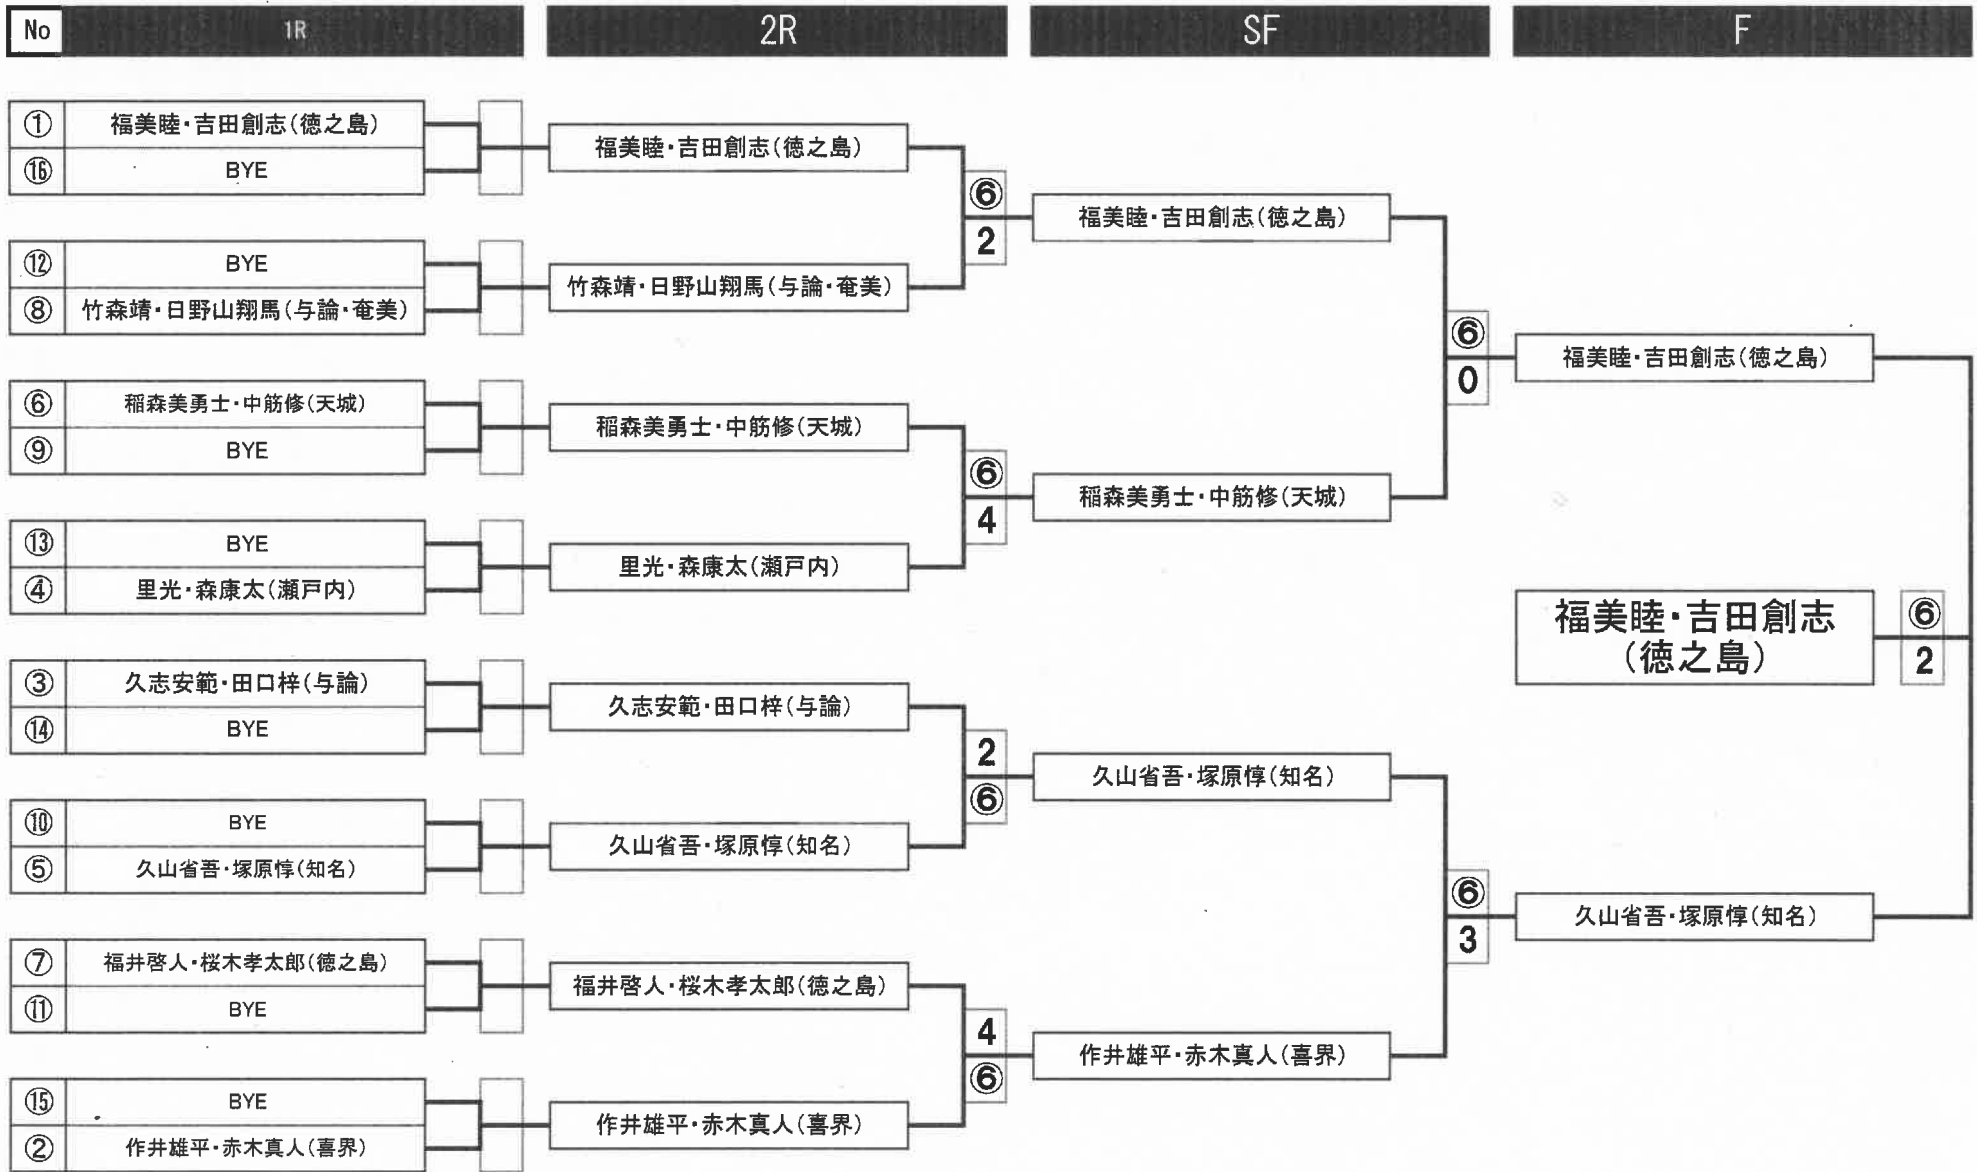 No 1R 2R SF F
① 福美睦・吉田創志(徳之島)
⑯ BYE
⑫ BYE
⑧ 竹森靖・日野山翔馬(与論・奄美)
⑥ 稲森美勇士・中筋修(天城)
⑨ BYE
⑬ BYE
④ 里光・森康太(瀬戸内)
③ 久志安範・田口梓(与論)
⑭ BYE
⑩ BYE
⑤ 久山省吾・塚原惇(知名)
⑦ 福井啓人・桜木孝太郎(徳之島)
⑪ BYE
⑮ BYE
② 作井雄平・赤木真人(喜界)
福美睦・吉田創志(徳之島)
⑥
2
竹森靖・日野山翔馬(与論・奄美)
稲森美勇士・中筋修(天城)
⑥
4
里光・森康太(瀬戸内)
久志安範・田口梓(与論)
2
⑥
久山省吾・塚原惇(知名)
福井啓人・桜木孝太郎(徳之島)
4
⑥
作井雄平・赤木真人(喜界)
福美睦・吉田創志(徳之島)
⑥
0
稲森美勇士・中筋修(天城)
久山省吾・塚原惇(知名)
⑥
3
作井雄平・赤木真人(喜界)
福美睦・吉田創志(徳之島)
福美睦・吉田創志
(徳之島)
⑥
2
久山省吾・塚原惇(知名)